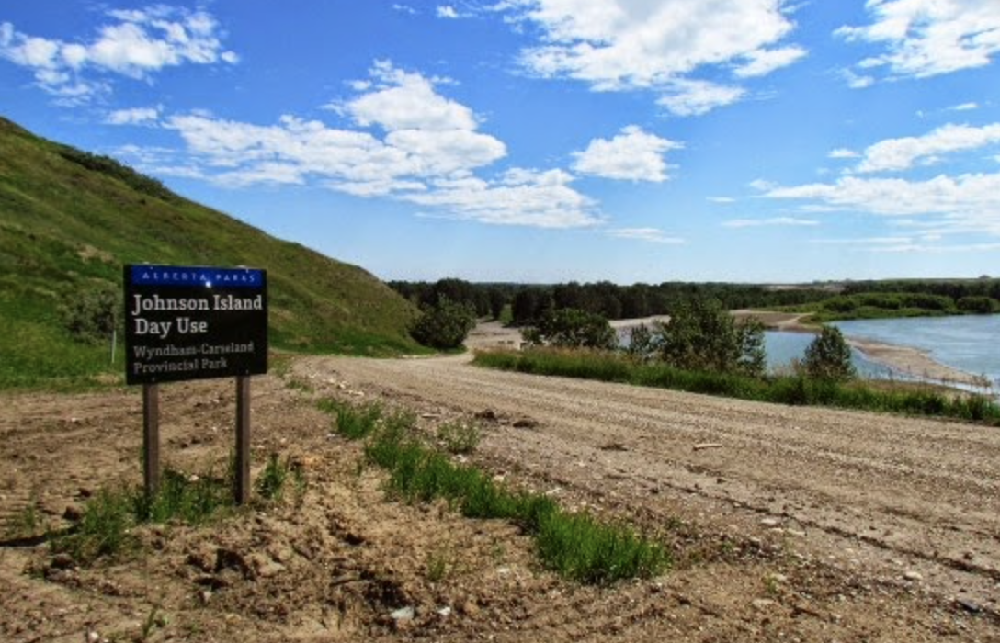 ALBERTA PARKS
Johnson Island
Day Use
Wyndham-Carseland
Provincial Park